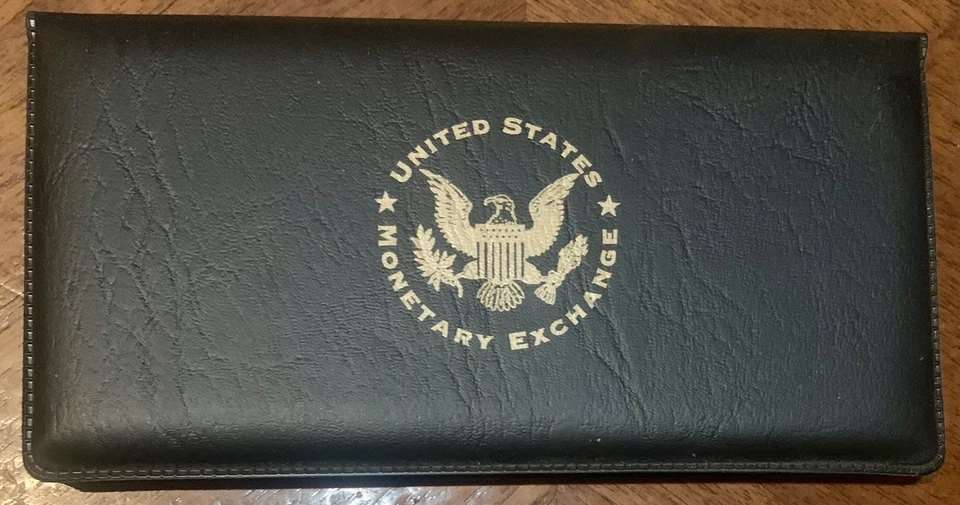 UNITED STATES
MONETARY EXCHANGE